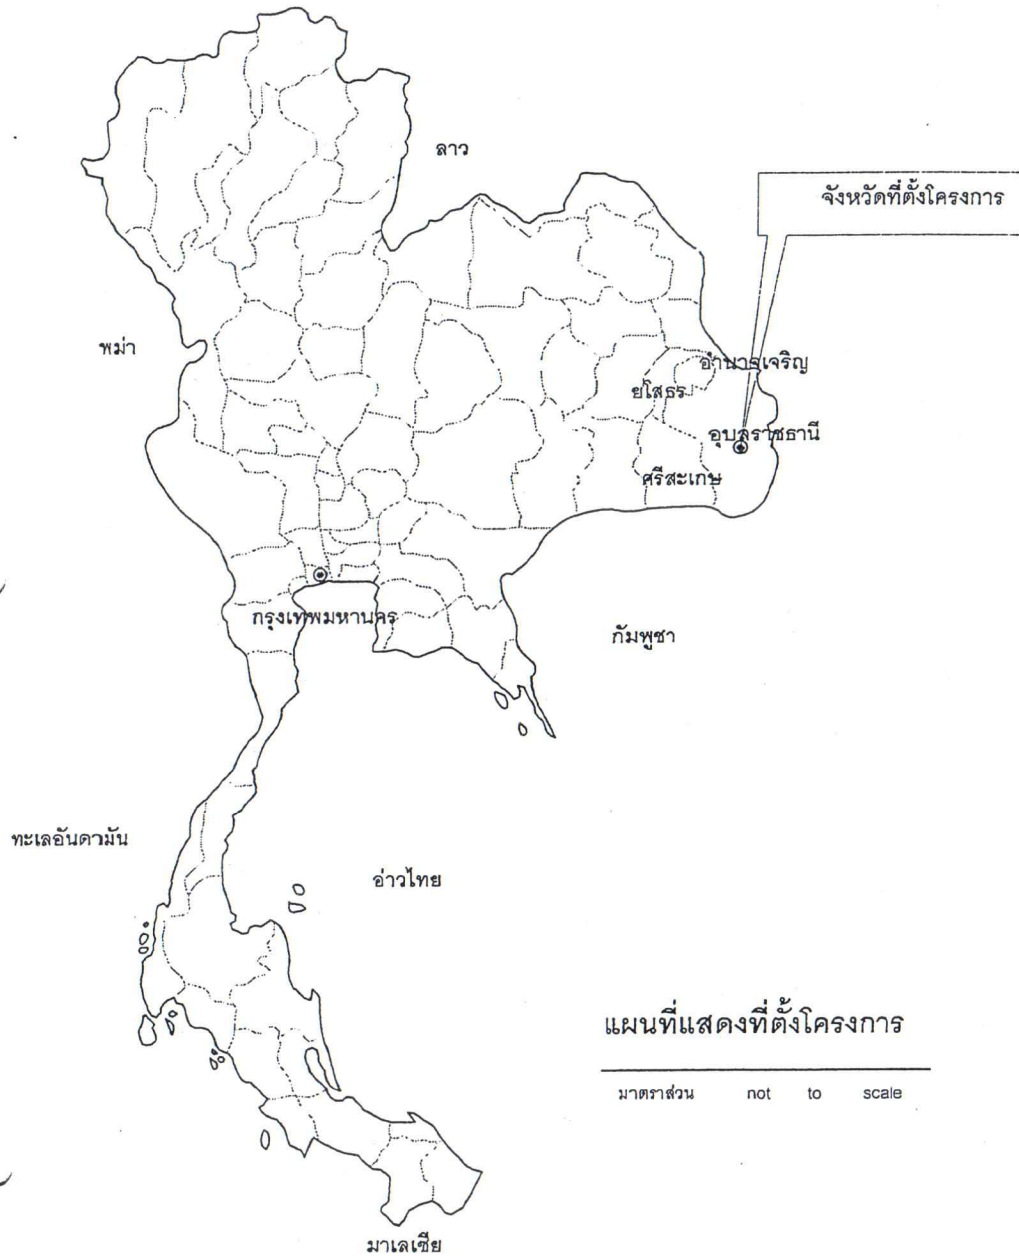 ลาว
จังหวัดที่ตั้งโครงการ
พม่า
อำนาจเจริญ
ยโสธร
อุบลราชธานี
ศรีสะเกษ
กรุงเทพมหานคร
กัมพูชา
ทะเลอันดามัน
อ่าวไทย
แผนที่แสดงที่ตั้งโครงการ
มาตราส่วน not to scale
มาเลเซีย